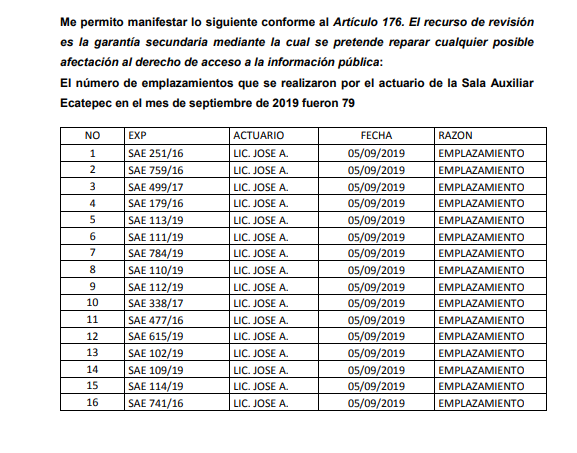 Me permito manifestar lo siguiente conforme al Artículo 176. El recurso de revisión
es la garantía secundaria mediante la cual se pretende reparar cualquier posible
afectación al derecho de acceso a la información pública:
El número de emplazamientos que se realizaron por el actuario de la Sala Auxiliar
Ecatepec en el mes de septiembre de 2019 fueron 79
NO EXP ACTUARIO FECHA RAZON
1 SAE 251/16 LIC. JOSE A. 05/09/2019 EMPLAZAMIENTO
2 SAE 759/16 LIC. JOSE A. 05/09/2019 EMPLAZAMIENTO
3 SAE 499/17 LIC. JOSE A. 05/09/2019 EMPLAZAMIENTO
4 SAE 179/16 LIC. JOSE A. 05/09/2019 EMPLAZAMIENTO
5 SAE 113/19 LIC. JOSE A. 05/09/2019 EMPLAZAMIENTO
6 SAE 111/19 LIC. JOSE A. 05/09/2019 EMPLAZAMIENTO
7 SAE 784/19 LIC. JOSE A. 05/09/2019 EMPLAZAMIENTO
8 SAE 110/19 LIC. JOSE A. 05/09/2019 EMPLAZAMIENTO
9 SAE 112/19 LIC. JOSE A. 05/09/2019 EMPLAZAMIENTO
10 SAE 338/17 LIC. JOSE A. 05/09/2019 EMPLAZAMIENTO
11 SAE 477/16 LIC. JOSE A. 05/09/2019 EMPLAZAMIENTO
12 SAE 615/19 LIC. JOSE A. 05/09/2019 EMPLAZAMIENTO
13 SAE 102/19 LIC. JOSE A. 05/09/2019 EMPLAZAMIENTO
14 SAE 109/19 LIC. JOSE A. 05/09/2019 EMPLAZAMIENTO
15 SAE 114/19 LIC. JOSE A. 05/09/2019 EMPLAZAMIENTO
16 SAE 741/16 LIC. JOSE A. 05/09/2019 EMPLAZAMIENTO